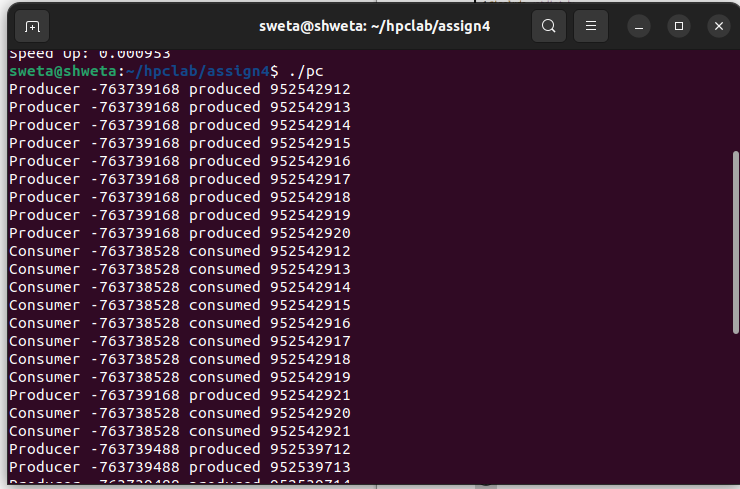 sweta@shweta: ~/hpclab/assign4
Speed Up: 0.000953
sweta@shweta:~/hpclab/assign4$ ./pc
Producer -763739168 produced 952542912
Producer -763739168 produced 952542913
Producer -763739168 produced 952542914
Producer -763739168 produced 952542915
Producer -763739168 produced 952542916
Producer -763739168 produced 952542917
Producer -763739168 produced 952542918
Producer -763739168 produced 952542919
Producer -763739168 produced 952542920
Consumer -763738528 consumed 952542912
Consumer -763738528 consumed 952542913
Consumer -763738528 consumed 952542914
Consumer -763738528 consumed 952542915
Consumer -763738528 consumed 952542916
Consumer -763738528 consumed 952542917
Consumer -763738528 consumed 952542918
Consumer -763738528 consumed 952542919
Producer -763739168 produced 952542921
Consumer -763738528 consumed 952542920
Consumer -763738528 consumed 952542921
Producer -763739488 produced 952539712
Producer -763739488 produced 952539713
Producer -763739488 produced 952539714